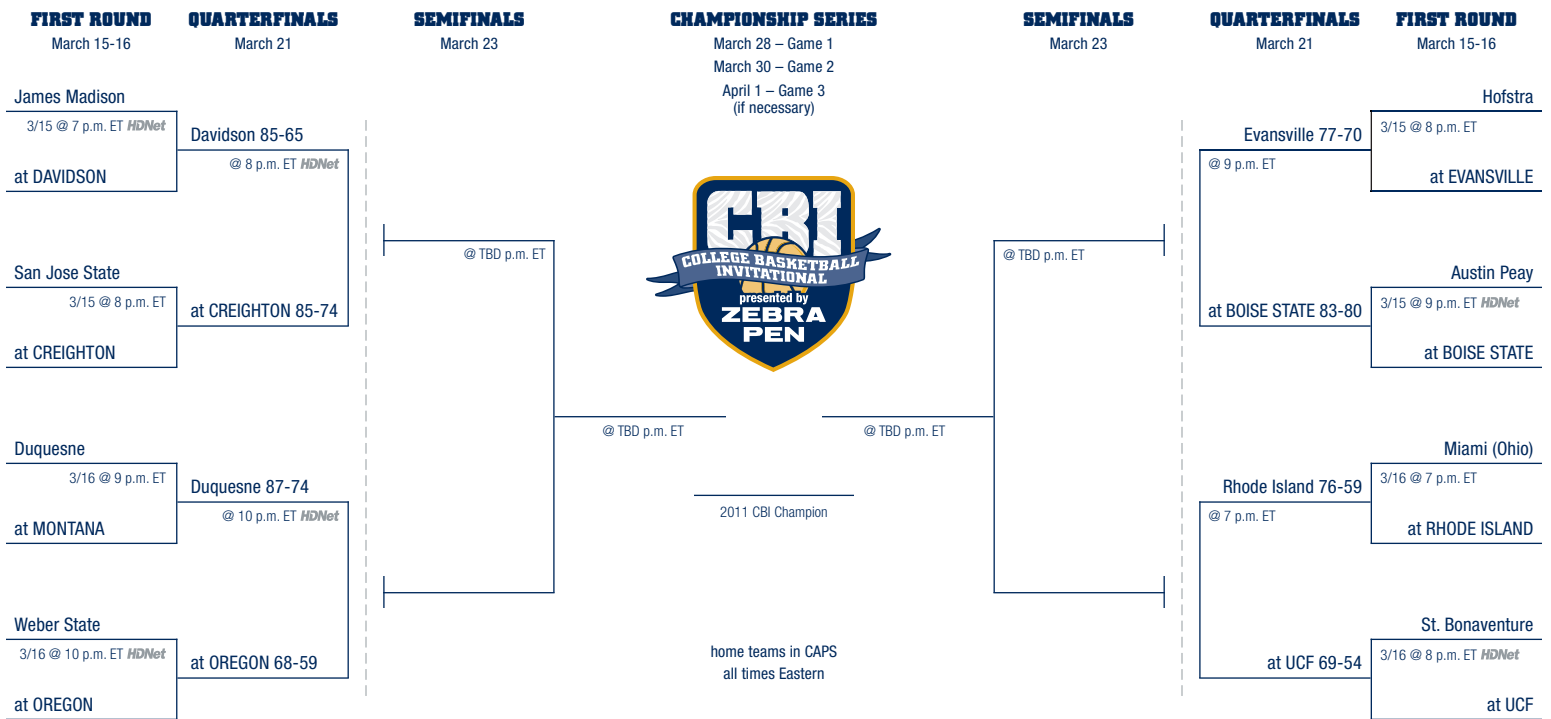 FIRST ROUND
March 15-16
QUARTERFINALS
March 21
SEMIFINALS
March 23
CHAMPIONSHIP SERIES
March 28 – Game 1
March 30 – Game 2
April 1 – Game 3
(if necessary)
SEMIFINALS
March 23
QUARTERFINALS
March 21
FIRST ROUND
March 15-16
James Madison
3/15 @ 7 p.m. ET HDNet
at DAVIDSON
San Jose State
3/15 @ 8 p.m. ET
at CREIGHTON
Duquesne
3/16 @ 9 p.m. ET
at MONTANA
Weber State
3/16 @ 10 p.m. ET HDNet
at OREGON
Davidson 85-65
@ 8 p.m. ET HDNet
at CREIGHTON 85-74
Duquesne 87-74
@ 10 p.m. ET HDNet
at OREGON 68-59
@ TBD p.m. ET
@ TBD p.m. ET
CBI
COLLEGE BASKETBALL
INVITATIONAL
presented by
ZEBRA
PEN
2011 CBI Champion
home teams in CAPS
all times Eastern
@ TBD p.m. ET
@ TBD p.m. ET
Evansville 77-70
@ 9 p.m. ET
at BOISE STATE 83-80
Rhode Island 76-59
@ 7 p.m. ET
at UCF 69-54
Hofstra
3/15 @ 8 p.m. ET
at EVANSVILLE
Austin Peay
3/15 @ 9 p.m. ET HDNet
at BOISE STATE
Miami (Ohio)
3/16 @ 7 p.m. ET
at RHODE ISLAND
St. Bonaventure
3/16 @ 8 p.m. ET HDNet
at UCF